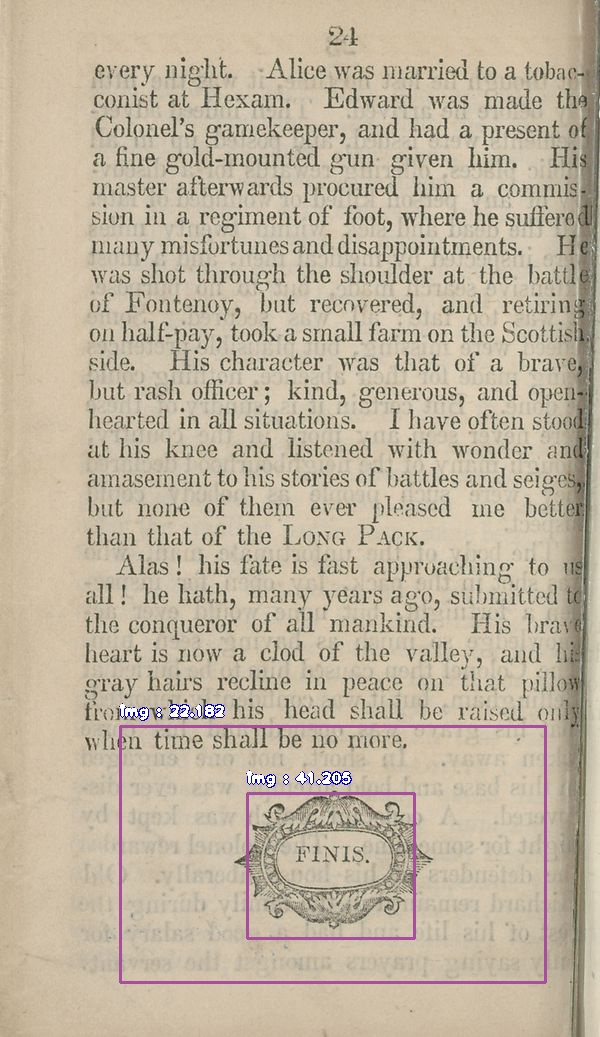 24
every night. Alice was married to a tobac-
conist at Hexam. Edward was made the
Colonel's gamekeeper, and had a present of
a fine gold-mounted gun given him. His
master afterwards procured him a commis-
sion in a regiment of foot, where he suffered
many misfortunes and disappointments. He
was shot through the shoulder at the battle
of Fontenoy, but recovered, and retiring
on half-pay, took a small farm on the Scottish
side. His character was that of a brave,
but rash officer; kind, generous, and open-
hearted in all situations. I have often stood
at his knee and listened with wonder and
amasement to his stories of battles and seiges,
but none of them ever pleased me better
than that of the LONG PACK.
Alas! his fate is fast approaching to us
all! he hath, many years ago, submitted to
the conqueror of all mankind. His brave
heart is now a clod of the valley, and his
gray hairs recline in peace on that pillow
from which his head shall be raised only
img : 22.182
when time shall be no more.
img : 41.205
FINIS.